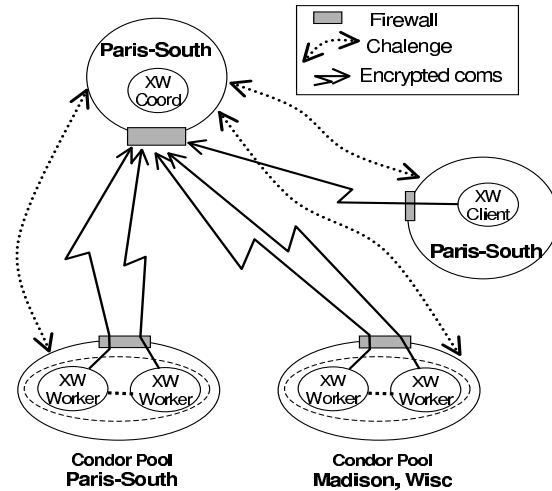 Firewall
Chalenge
Encrypted coms
Paris-South
XW
Coord
XW
Client
Paris-South
XW
Worker
XW
Worker
XW
Worker
XW
Worker
Condor Pool
Paris-South
Condor Pool
Madison, Wisc